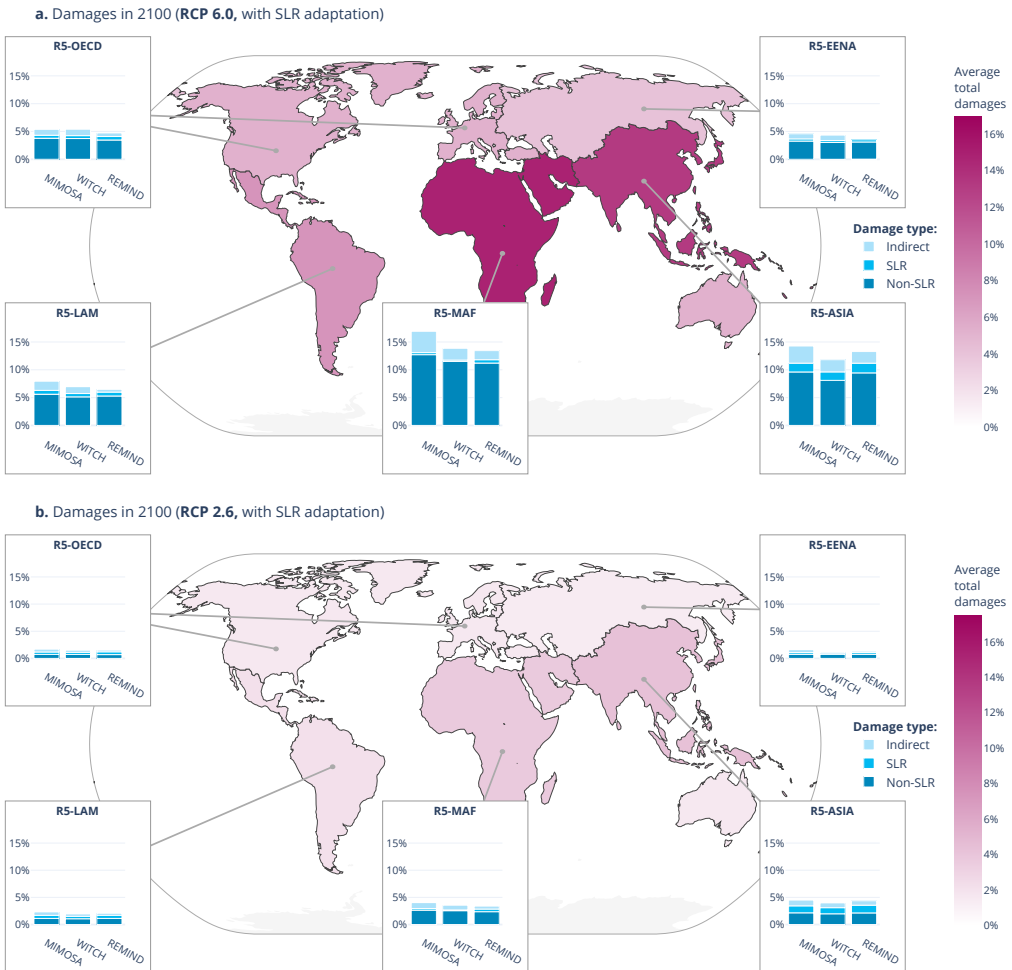 a. Damages in 2100 (RCP 6.0, with SLR adaptation)
R5-OECD
15%
10%
5%
0%
MIMOSA
WITCH
REMIND
R5-EENA
15%
10%
5%
0%
MIMOSA
WITCH
REMIND
Average
total
damages
16%
14%
12%
10%
8%
6%
4%
2%
0%
Damage type:
Indirect
SLR
Non-SLR
R5-LAM
15%
10%
5%
0%
MIMOSA
WITCH
REMIND
R5-MAF
15%
10%
5%
0%
MIMOSA
WITCH
REMIND
R5-ASIA
15%
10%
5%
0%
MIMOSA
WITCH
REMIND
b. Damages in 2100 (RCP 2.6, with SLR adaptation)
R5-OECD
15%
10%
5%
0%
MIMOSA
WITCH
REMIND
R5-EENA
15%
10%
5%
0%
MIMOSA
WITCH
REMIND
Average
total
damages
16%
14%
12%
10%
8%
6%
4%
2%
0%
Damage type:
Indirect
SLR
Non-SLR
R5-LAM
15%
10%
5%
0%
MIMOSA
WITCH
REMIND
R5-MAF
15%
10%
5%
0%
MIMOSA
WITCH
REMIND
R5-ASIA
15%
10%
5%
0%
MIMOSA
WITCH
REMIND